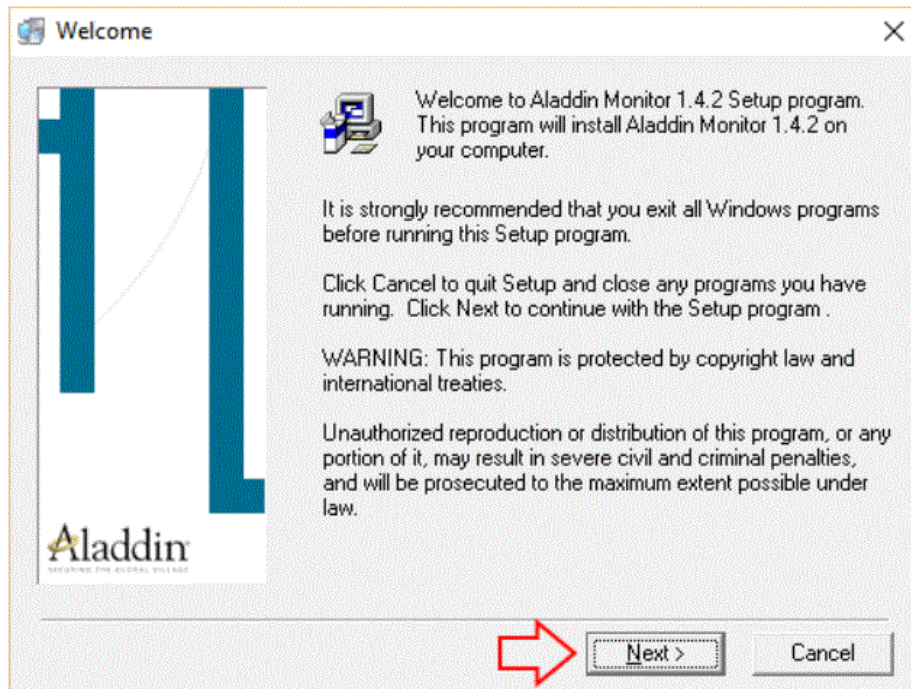 Welcome
Welcome to Aladdin Monitor 1.4.2 Setup program.
This program will install Aladdin Monitor 1.4.2 on
your computer.
It is strongly recommended that you exit all Windows programs
before running this Setup program.
Click Cancel to quit Setup and close any programs you have
running.  Click Next to continue with the Setup program .
WARNING: This program is protected by copyright law and
international treaties.
Unauthorized reproduction or distribution of this program, or any
portion of it, may result in severe civil and criminal penalties,
and will be prosecuted to the maximum extent possible under
law.
Aladdin
SECURING THE GLOBAL VILLAGE
Next >
Cancel